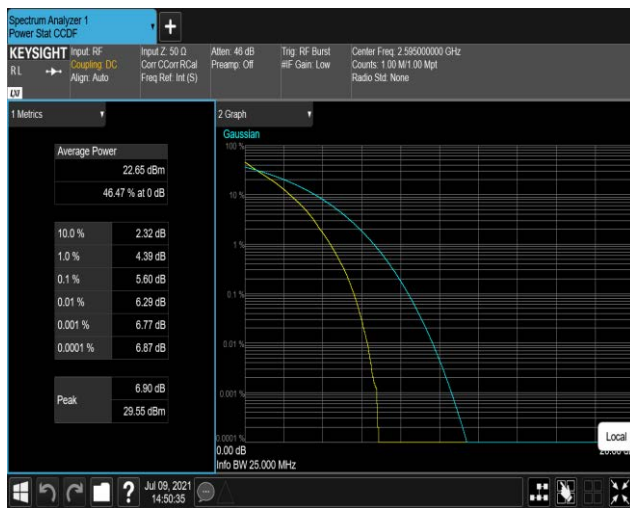 Spectrum Analyzer 1
Power Stat CCDF
KEYSIGHT
RL
LXI
Input: RF
Coupling: DC
Align: Auto
Input Z: 50 Ω
Corr CCorr RCal
Freq Ref: Int (S)
Atten: 46 dB
Preamp: Off
Trig: RF Burst
#IF Gain: Low
Center Freq: 2.595000000 GHz
Counts: 1.00 M/1.00 Mpt
Radio Std: None
1 Metrics
Average Power
22.65 dBm
46.47 % at 0 dB
10.0 % 2.32 dB
1.0 % 4.39 dB
0.1 % 5.60 dB
0.01 % 6.29 dB
0.001 % 6.77 dB
0.0001 % 6.87 dB
Peak
6.90 dB
29.55 dBm
2 Graph
Gaussian
100 %
10 %
1 %
0.1 %
0.01 %
0.001 %
0.0001 %
0.00 dB
Info BW 25.000 MHz
Local
?
Jul 09, 2021
14:50:35